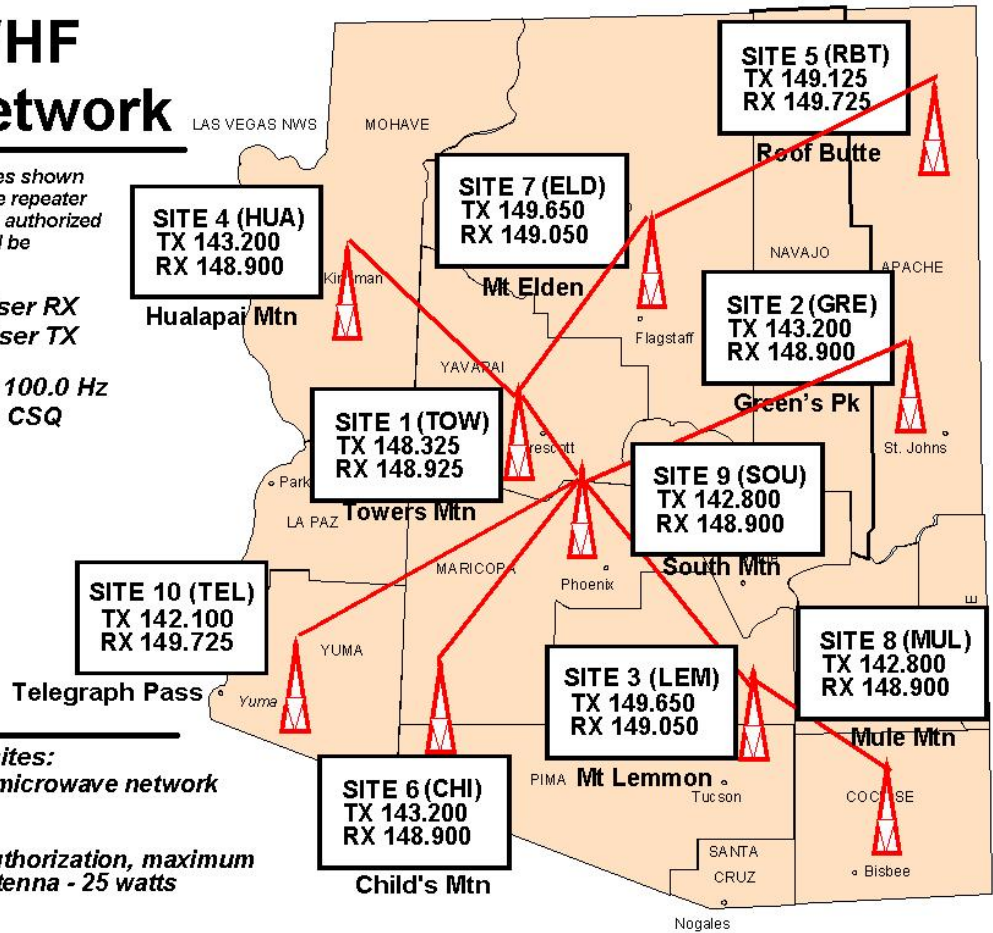 VHF
Network
LAS VEGAS NWS
MOHAVE
SITE 5 (RBT)
TX 149.125
RX 149.725
Roof Butte
es shown
e repeater
authorized
be
SITE 4 (HUA)
TX 143.200
RX 148.900
Hualapai Mtn
Kingman
SITE 7 (ELD)
TX 149.650
RX 149.050
Mt Elden
NAVAJO
APACHE
ser RX
ser TX
Flagstaff
SITE 2 (GRE)
TX 143.200
RX 148.900
Green's Pk
YAVAPAI
100.0 Hz
CSQ
SITE 1 (TOW)
TX 148.325
RX 148.925
Towers Mtn
rescott
St. Johns
Park
LA PAZ
SITE 9 (SOU)
TX 142.800
RX 148.900
South Mtn
MARICOPA
Phoenix
SITE 10 (TEL)
TX 142.100
RX 149.725
Telegraph Pass
YUMA
Yuma
SITE 3 (LEM)
TX 149.650
RX 149.050
Mt Lemmon
SITE 8 (MUL)
TX 142.800
RX 148.900
Mule Mtn
ites:
microwave network
SITE 6 (CHI)
TX 143.200
RX 148.900
Child's Mtn
PIMA
Tucson
COCHISE
uthorization, maximum
tenna - 25 watts
SANTA
CRUZ
Bisbee
Nogales